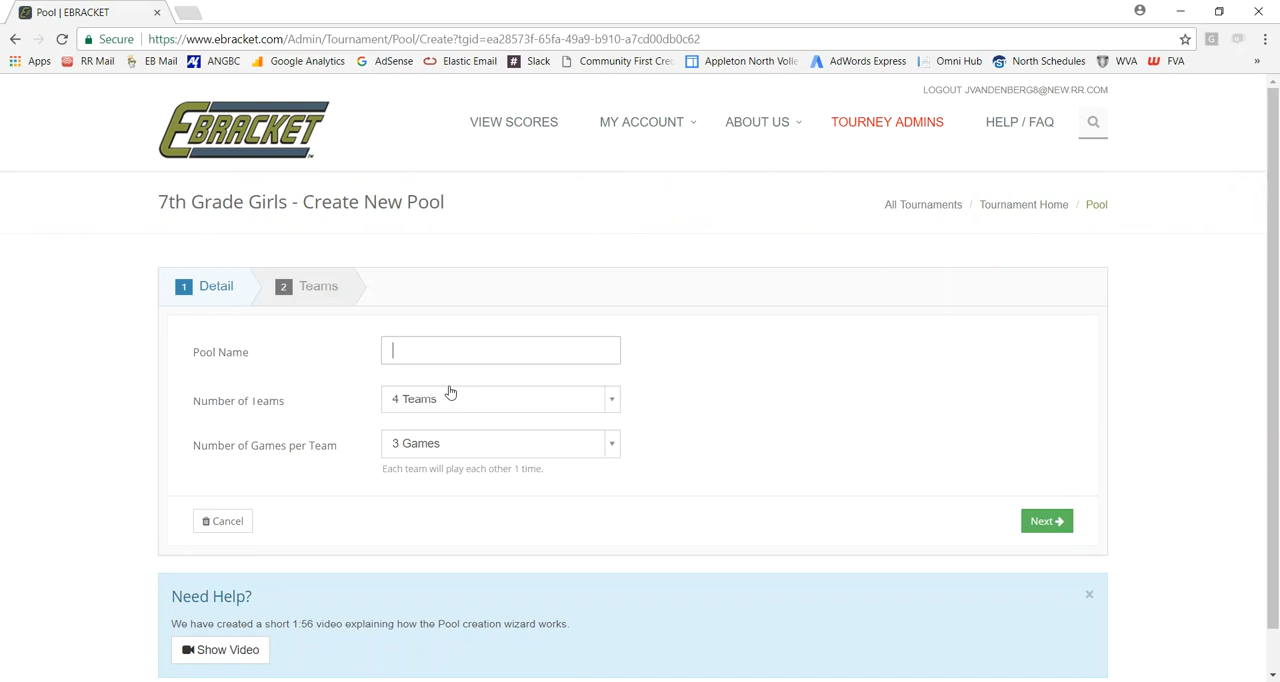 Pool | EBRACKET
Secure https://www.ebracket.com/Admin/Tournament/Pool/Create?tgid=ea28573f-65fa-49a9-b910-a7cd00db0c62
Apps RR Mail EB Mail ANGBC Google Analytics AdSense Elastic Email Slack Community First Cre Appleton North Volle AdWords Express Omni Hub North Schedules WVA FVA »
LOGOUT JVANDENBERG8@NEW.RR.COM
EBRACKET VIEW SCORES MY ACCOUNT ABOUT US TOURNEY ADMINS HELP / FAQ
7th Grade Girls - Create New Pool
All Tournaments / Tournament Home / Pool
1 Detail 2 Teams
Pool Name
Number of Teams 4 Teams
Number of Games per Team 3 Games
Each team will play each other 1 time.
Cancel Next
Need Help? ×
We have created a short 1:56 video explaining how the Pool creation wizard works.
Show Video